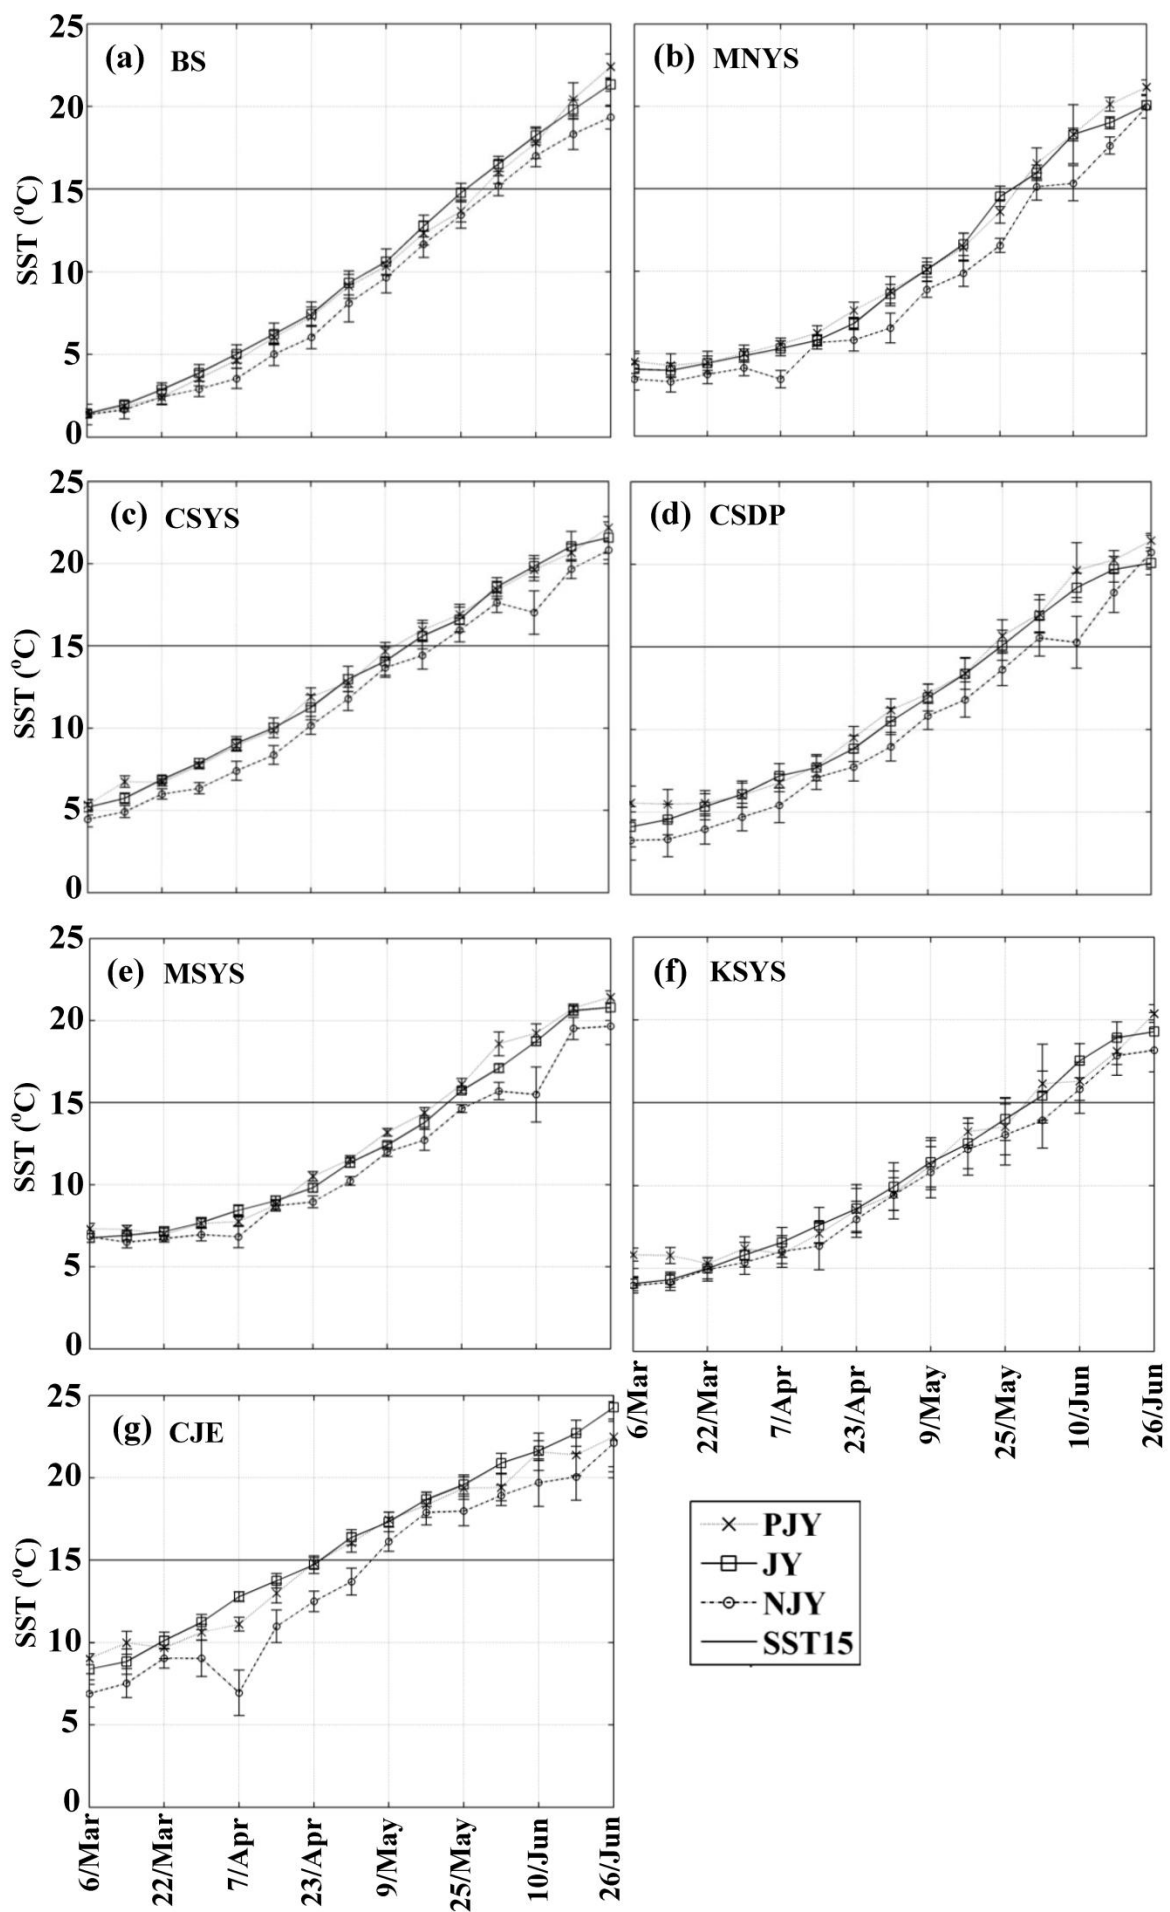 25
20
15
10
5
0
SST (°C)
(a) BS
(b) MNYS
25
20
15
10
5
0
SST (°C)
(c) CSYS
(d) CSDP
25
20
15
10
5
0
SST (°C)
(e) MSYS
(f) KSYS
6/Mar
22/Mar
7/Apr
23/Apr
9/May
25/May
10/Jun
26/Jun
25
20
15
10
5
0
SST (°C)
(g) CJE
6/Mar
22/Mar
7/Apr
23/Apr
9/May
25/May
10/Jun
26/Jun
PJY
JY
NJY
SST15